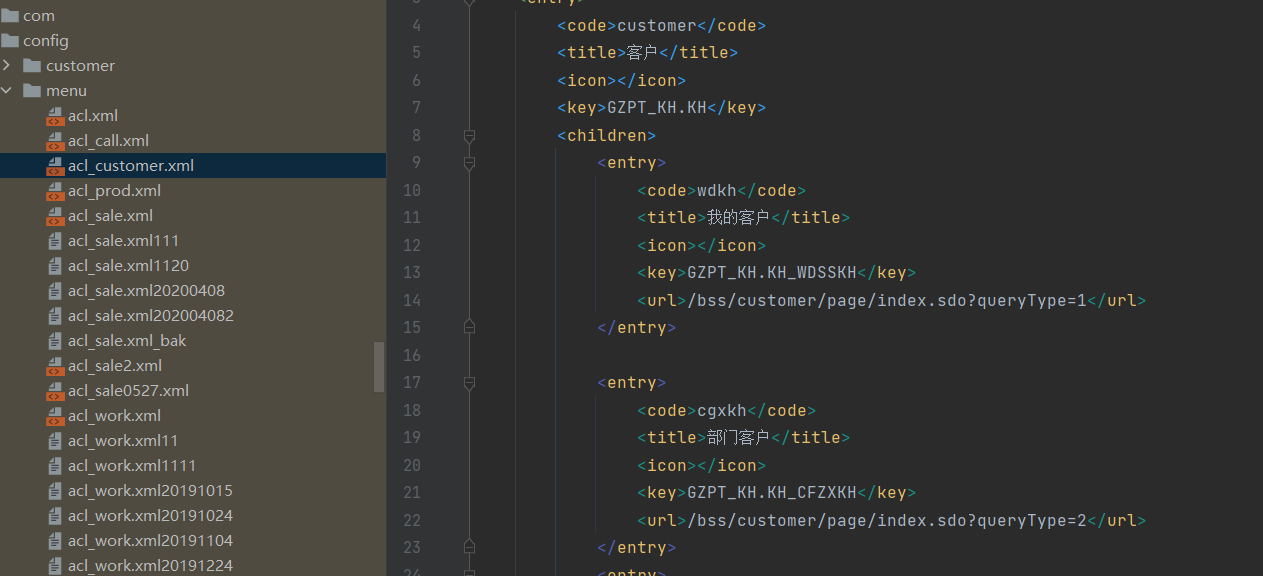 com
config
customer
menu
acl.xml
acl_call.xml
acl_customer.xml
acl_prod.xml
acl_sale.xml
acl_sale.xml111
acl_sale.xml1120
acl_sale.xml20200408
acl_sale.xml202004082
acl_sale.xml_bak
acl_sale2.xml
acl_sale0527.xml
acl_work.xml
acl_work.xml11
acl_work.xml1111
acl_work.xml20191015
acl_work.xml20191024
acl_work.xml20191104
acl_work.xml20191224
3 <entry>
4 <code>customer</code>
5 <title>客户</title>
6 <icon></icon>
7 <key>GZPT_KH.KH</key>
8 <children>
9 <entry>
10 <code>wdkh</code>
11 <title>我的客户</title>
12 <icon></icon>
13 <key>GZPT_KH.KH_WDSSKH</key>
14 <url>/bss/customer/page/index.sdo?queryType=1</url>
15 </entry>
16
17 <entry>
18 <code>cgxkh</code>
19 <title>部门客户</title>
20 <icon></icon>
21 <key>GZPT_KH.KH_CFZXKH</key>
22 <url>/bss/customer/page/index.sdo?queryType=2</url>
23 </entry>
24 <entry>